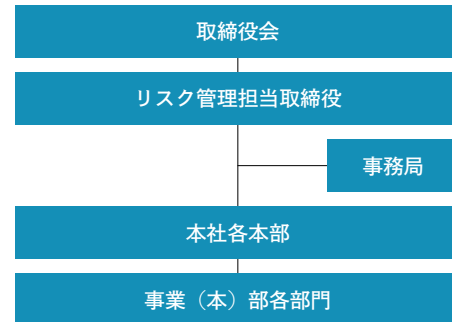 取締役会
リスク管理担当取締役
事務局
本社各本部
事業（本）部各部門